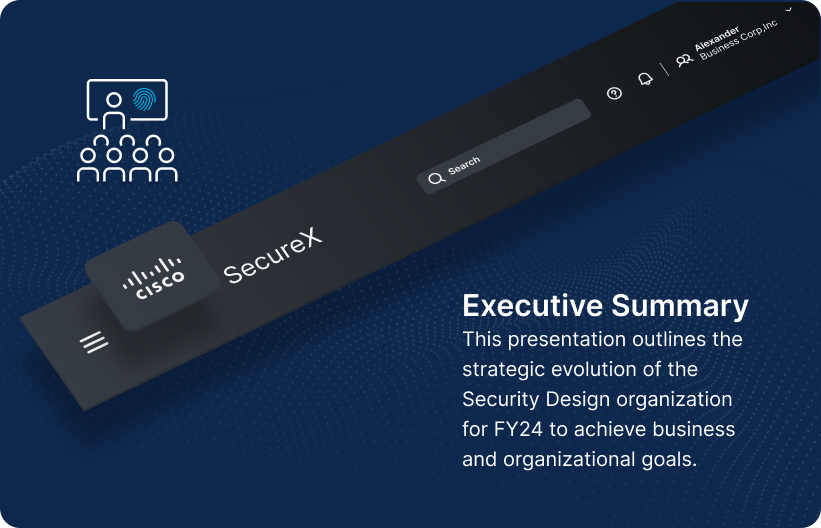 Alexander
Business Corp,Inc
Search
CISCO
SecureX
Executive Summary
This presentation outlines the
strategic evolution of the
Security Design organization
for FY24 to achieve business
and organizational goals.